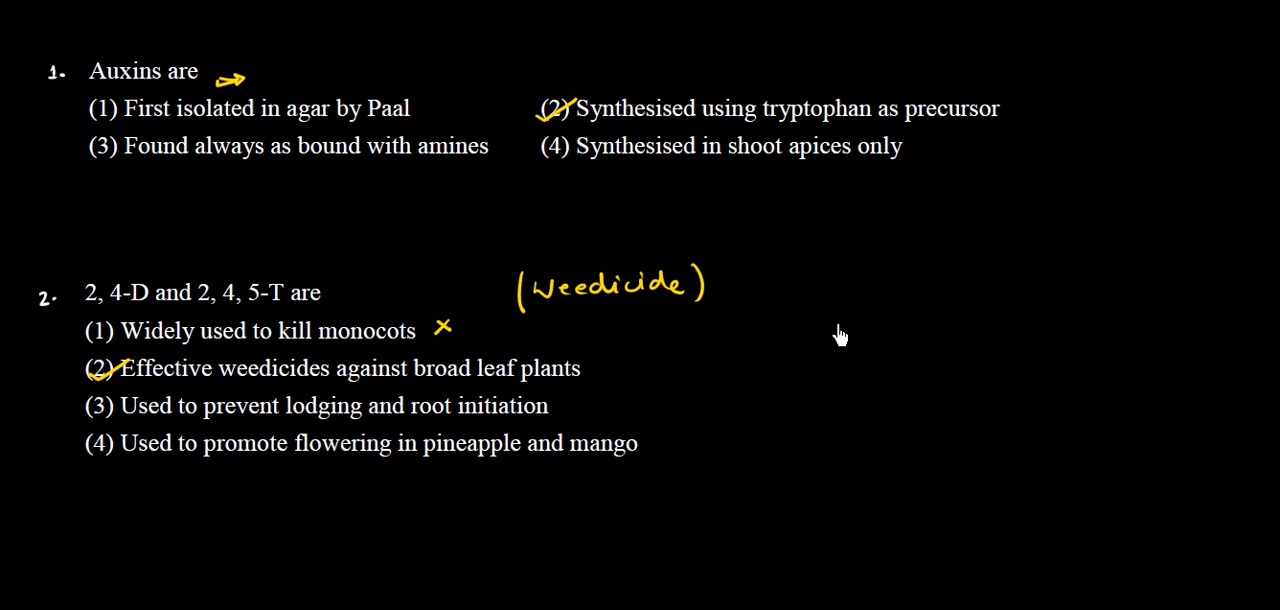 1. Auxins are
(1) First isolated in agar by Paal (2) Synthesised using tryptophan as precursor
(3) Found always as bound with amines (4) Synthesised in shoot apices only
(Weedicide)
2. 2, 4-D and 2, 4, 5-T are
(1) Widely used to kill monocots ×
(2) Effective weedicides against broad leaf plants
(3) Used to prevent lodging and root initiation
(4) Used to promote flowering in pineapple and mango